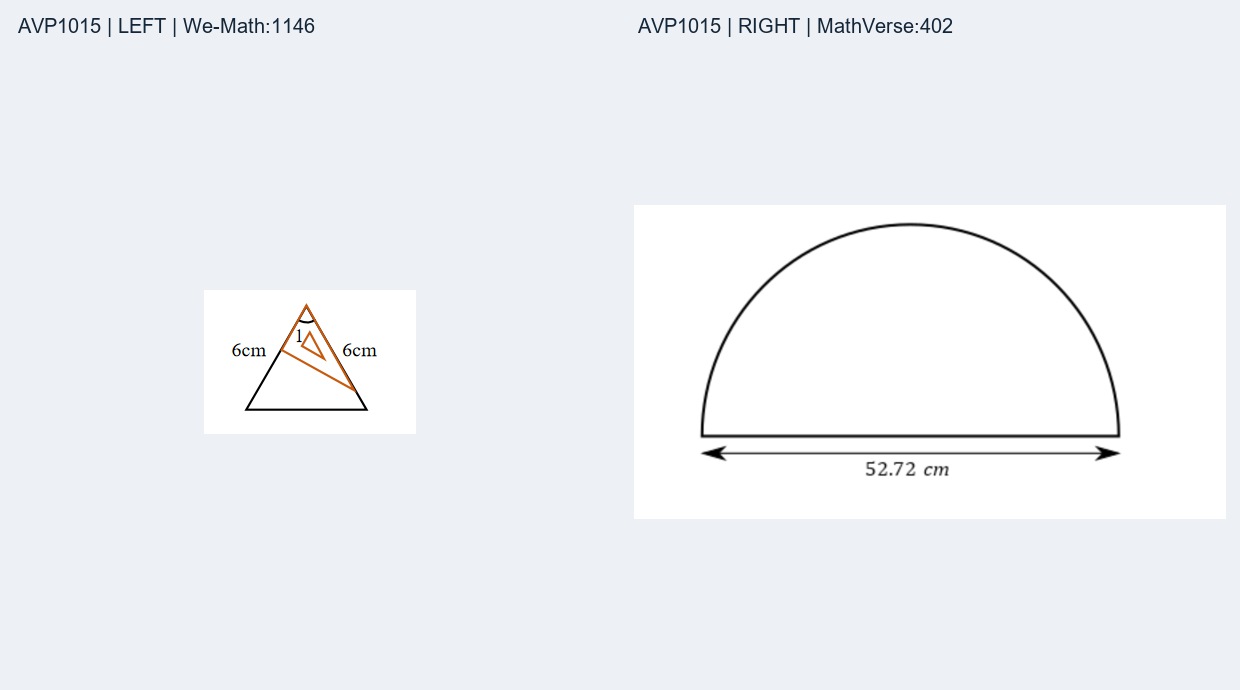 AVP1015 | LEFT | We-Math:1146
AVP1015 | RIGHT | MathVerse:402
1
6cm
6cm
52.72 cm